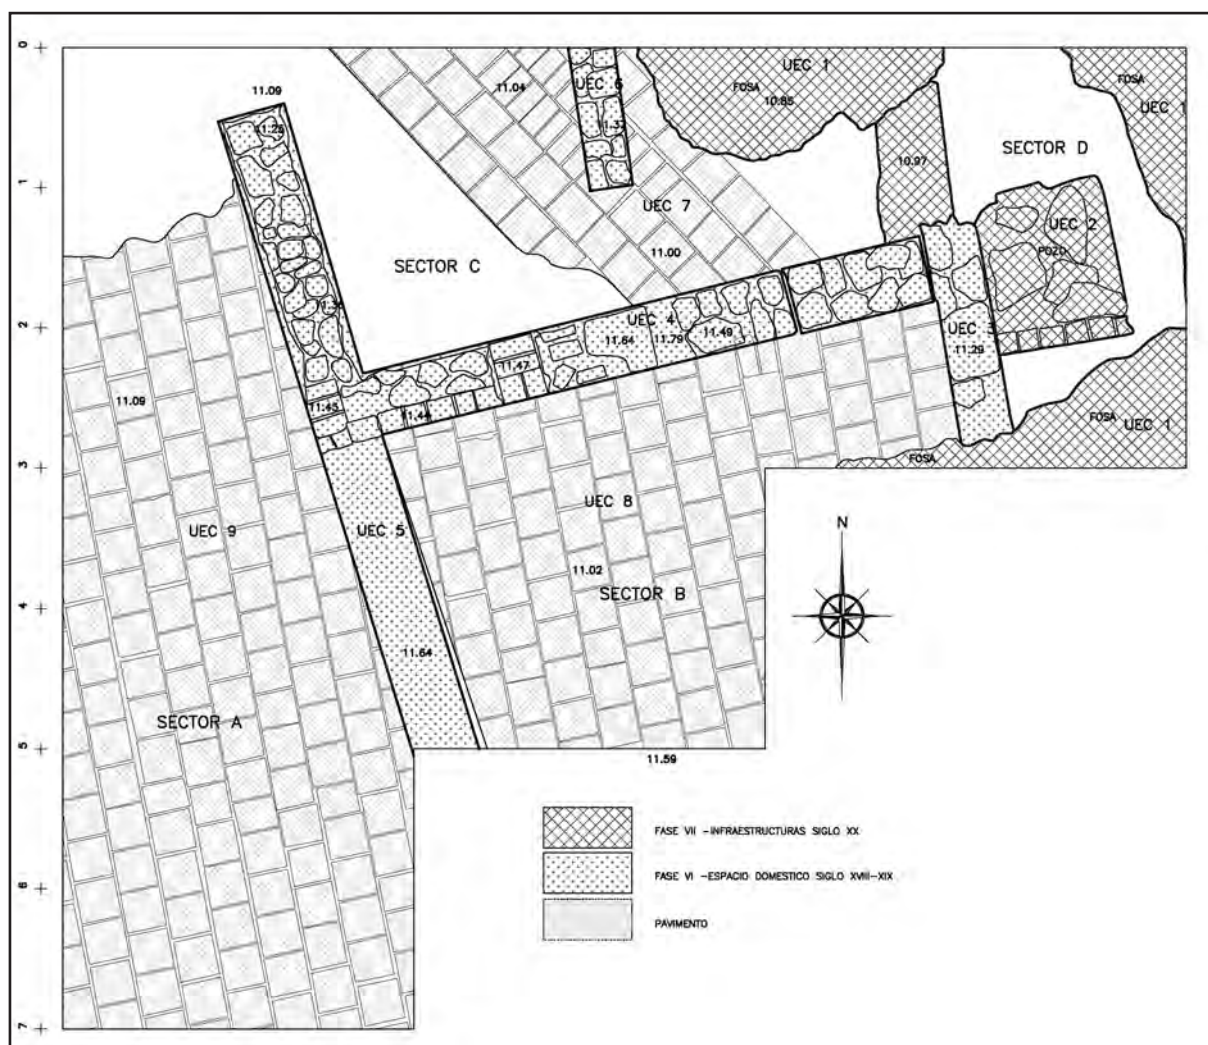 0
UEC 1
UEC 6
11.04
FOSA
10.85
11.09
UEC 1
FOSA
11.37
SECTOR D
10.97
1
UEC 7
UEC 2
POZO
11.00
SECTOR C
2
UEC 4
11.64
11.79
11.49
UEC 3
11.29
11.47
11.09
11.45
11.44
FOSA
UEC 1
FOSA
3
UEC 8
UEC 9
UEC 5
N
11.02
SECTOR B
4
11.64
SECTOR A
5
11.59
FASE VII -INFRAESTRUCTURAS SIGLO XX
FASE VI -ESPACIO DOMESTICO SIGLO XVIII-XIX
PAVIMENTO
6
7